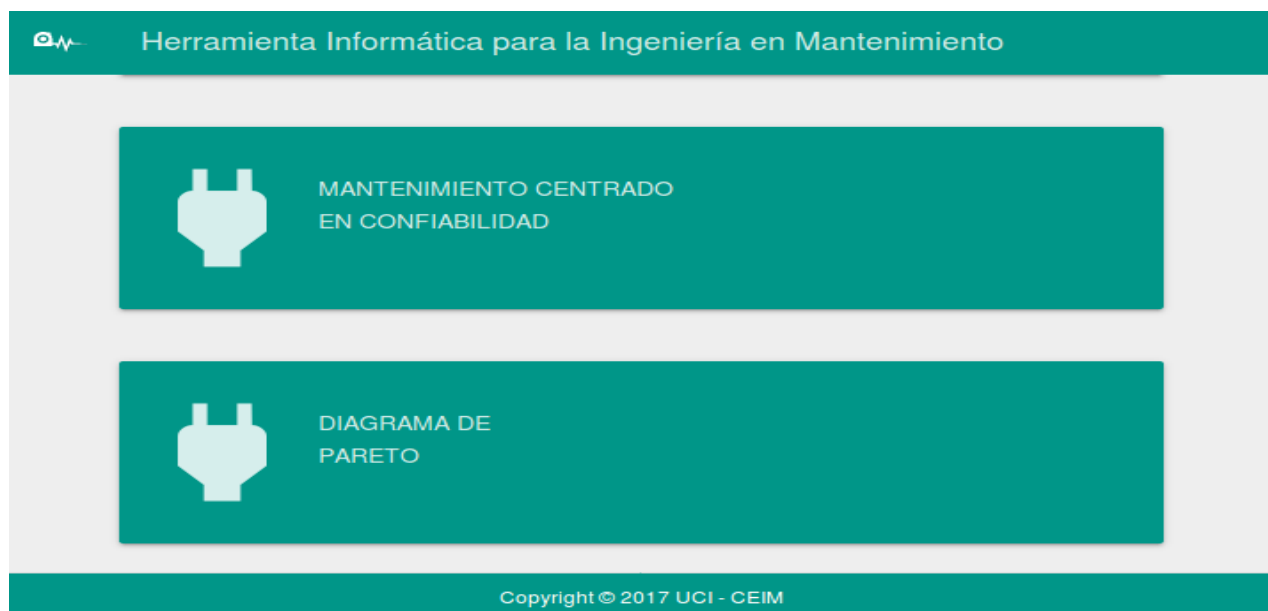 Herramienta Informática para la Ingeniería en Mantenimiento
MANTENIMIENTO CENTRADO
EN CONFIABILIDAD
DIAGRAMA DE
PARETO
Copyright © 2017 UCI - CEIM